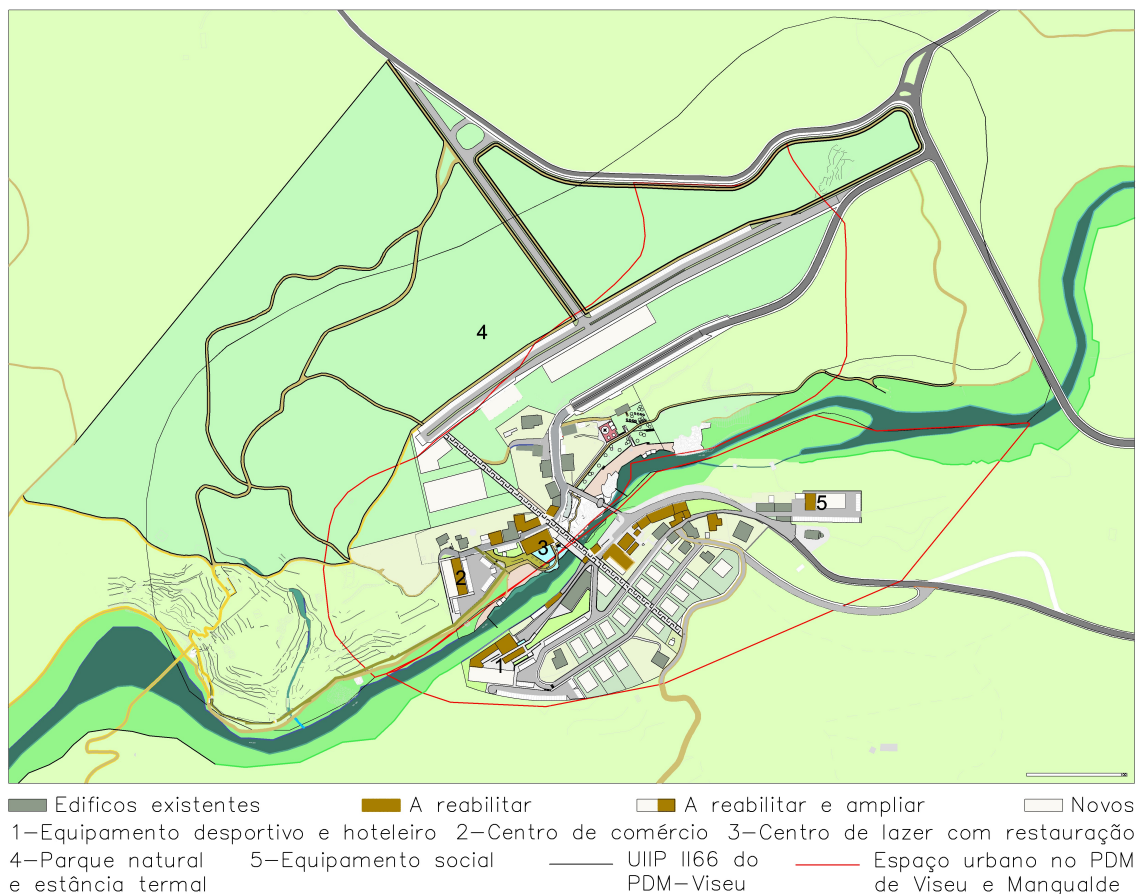 4
5
3
2
1
Edificos existentes A reabilitar A reabilitar e ampliar Novos
1-Equipamento desportivo e hoteleiro 2-Centro de comércio 3-Centro de lazer com restauração
4-Parque natural e estância termal 5-Equipamento social UIIP II66 do PDM-Viseu Espaço urbano no PDM de Viseu e Manqualde